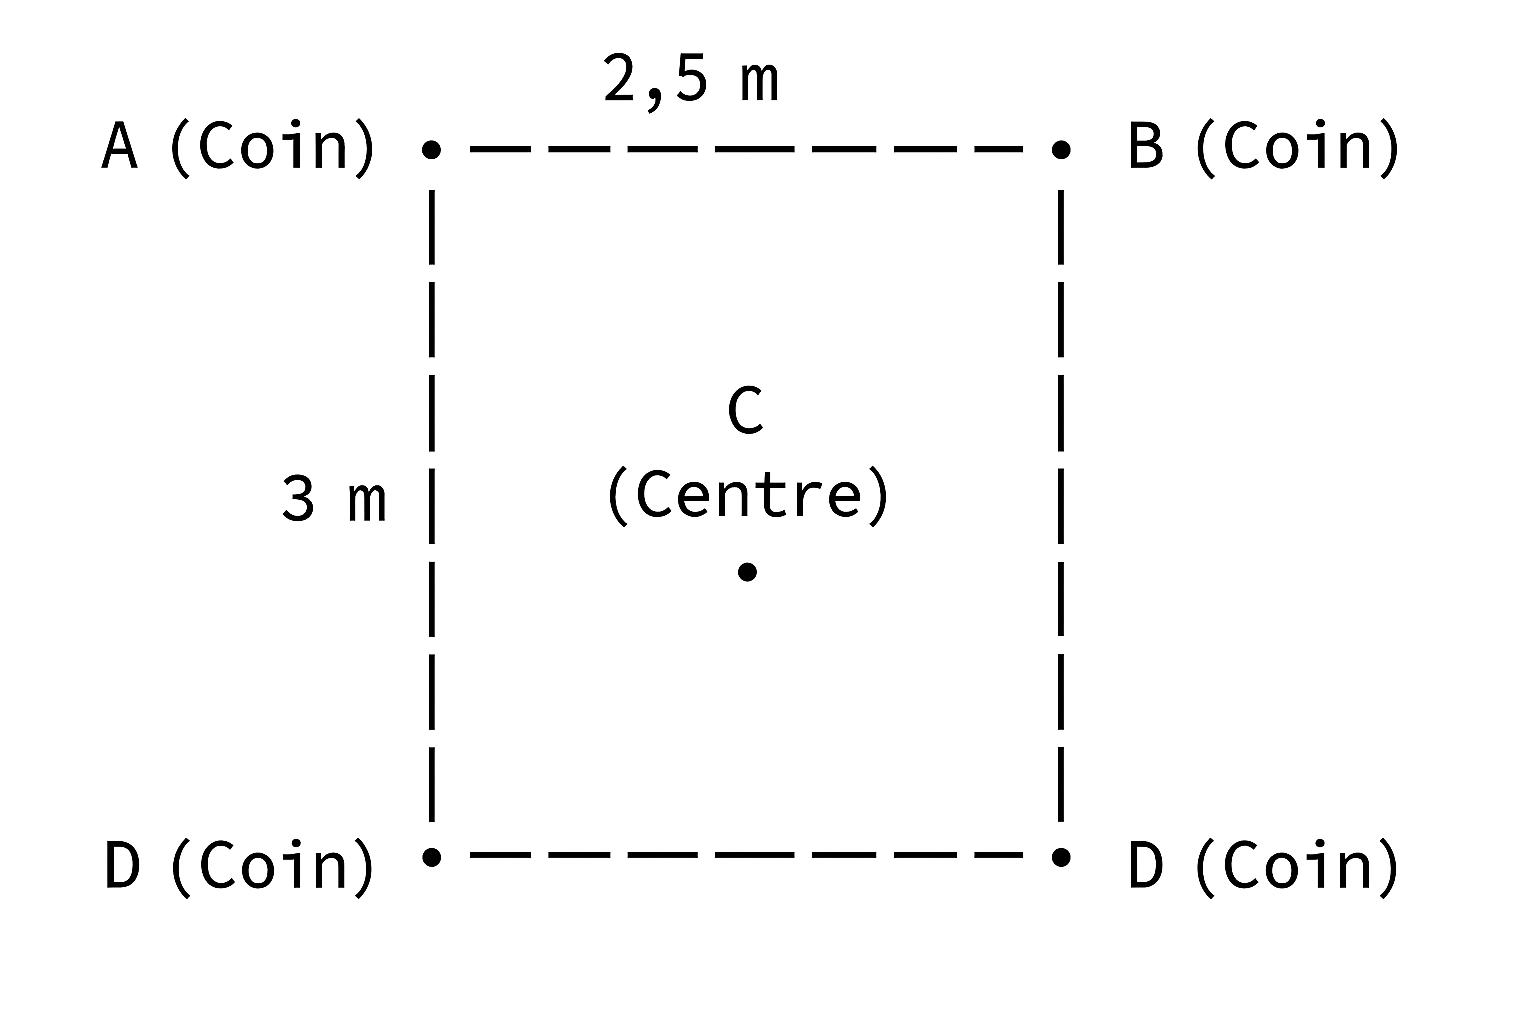 2,5 m
A (Coin)
B (Coin)
C
(Centre)
3 m
D (Coin)
D (Coin)